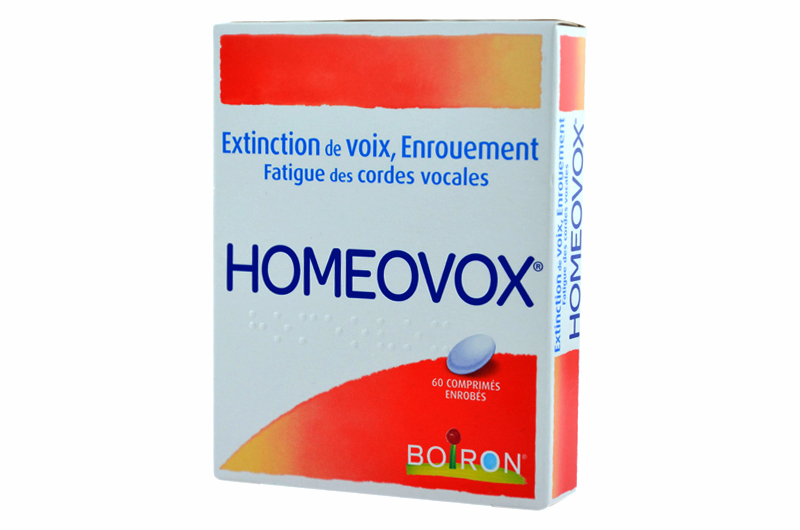 Extinction de voix, Enrouement
Fatigue des cordes vocales
HOMEOVOX®
60 COMPRIMÉS
ENROBÉS
BOIRON®
Extinction de voix, Enrouement
Fatigue des cordes vocales
HOMEOVOX®